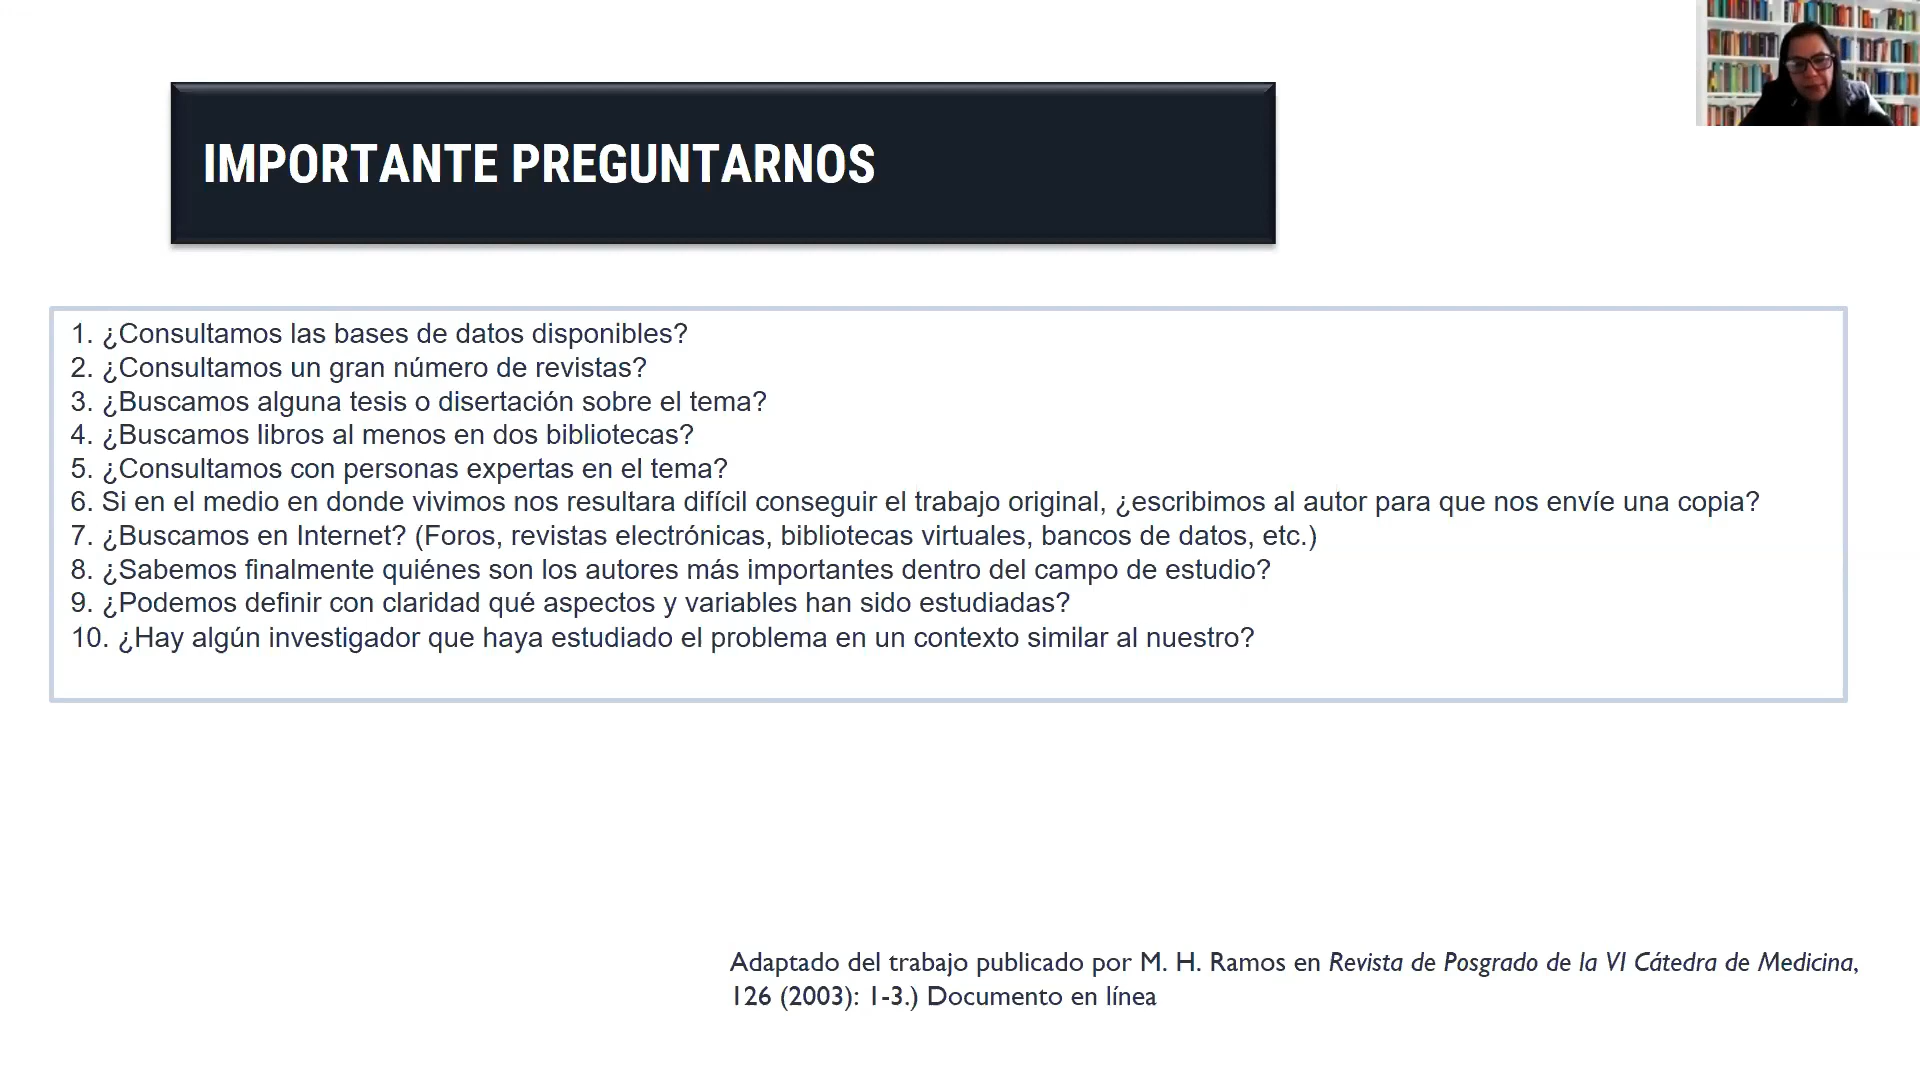 IMPORTANTE PREGUNTARNOS
1. ¿Consultamos las bases de datos disponibles?
2. ¿Consultamos un gran número de revistas?
3. ¿Buscamos alguna tesis o disertación sobre el tema?
4. ¿Buscamos libros al menos en dos bibliotecas?
5. ¿Consultamos con personas expertas en el tema?
6. Si en el medio en donde vivimos nos resultara difícil conseguir el trabajo original, ¿escribimos al autor para que nos envíe una copia?
7. ¿Buscamos en Internet? (Foros, revistas electrónicas, bibliotecas virtuales, bancos de datos, etc.)
8. ¿Sabemos finalmente quiénes son los autores más importantes dentro del campo de estudio?
9. ¿Podemos definir con claridad qué aspectos y variables han sido estudiadas?
10. ¿Hay algún investigador que haya estudiado el problema en un contexto similar al nuestro?
Adaptado del trabajo publicado por M. H. Ramos en Revista de Posgrado de la VI Cátedra de Medicina,
126 (2003): 1-3.) Documento en línea